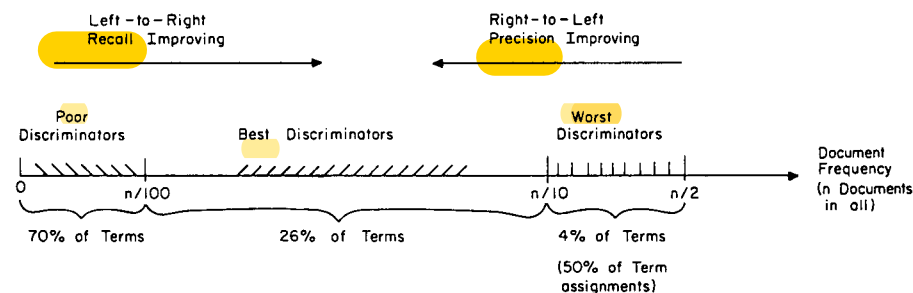 Left-to-Right
Recall Improving
Right-to-Left
Precision Improving
Poor
Discriminators
Best Discriminators
Worst
Discriminators
Document
Frequency
(n Documents
in all)
0
n/100
n/10
n/2
70% of Terms
26% of Terms
4% of Terms
(50% of Term
assignments)